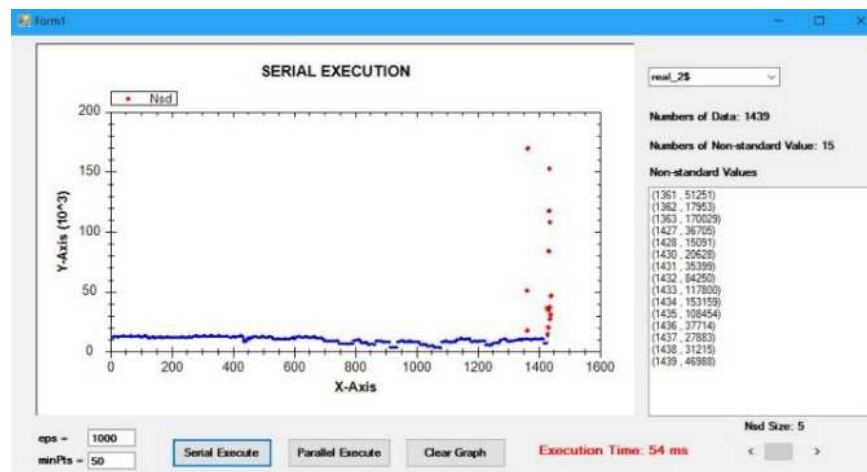 Form1
SERIAL EXECUTION
Nsd
200
150
100
50
0
Y-Axis (10^3)
0 200 400 600 800 1000 1200 1400 1600
X-Axis
real_2$
Numbers of Data: 1439
Numbers of Non-standard Value: 15
Non-standard Values
(1361 , 51251)
(1362 , 17953)
(1363 , 170029)
(1427 , 36705)
(1428 , 15091)
(1430 , 20628)
(1431 , 35399)
(1432 , 84250)
(1433 , 117800)
(1434 , 153159)
(1435 , 108454)
(1436 , 37714)
(1437 , 27883)
(1438 , 31215)
(1439 , 46988)
eps = 1000
minPts = 50
Serial Execute
Parallel Execute
Clear Graph
Execution Time: 54 ms
Nsd Size: 5